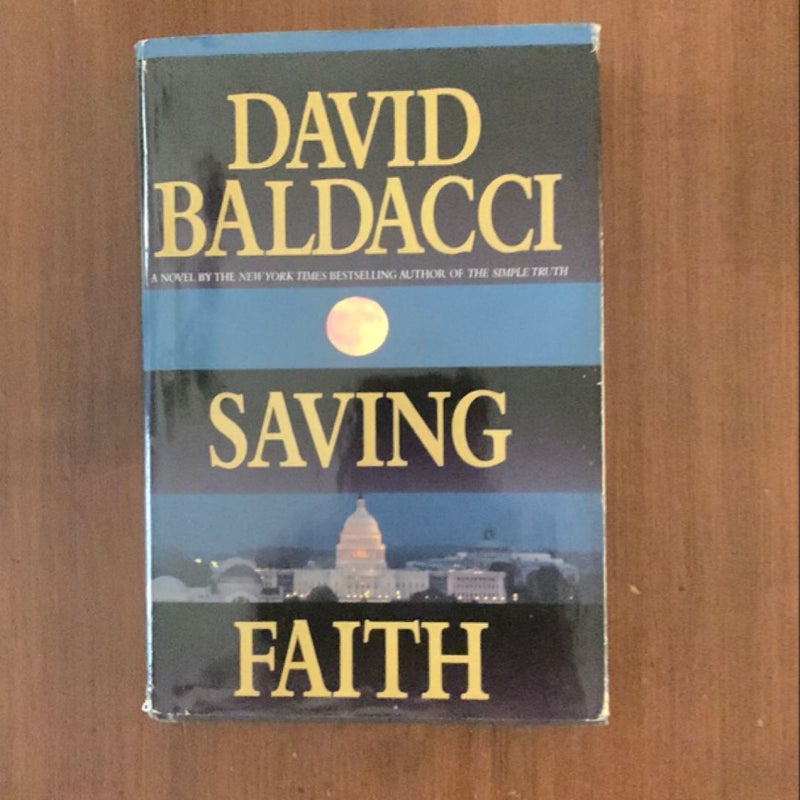 DAVID
BALDACCI
A NOVEL BY THE NEW YORK TIMES BESTSELLING AUTHOR OF THE SIMPLE TRUTH
SAVING
FAITH